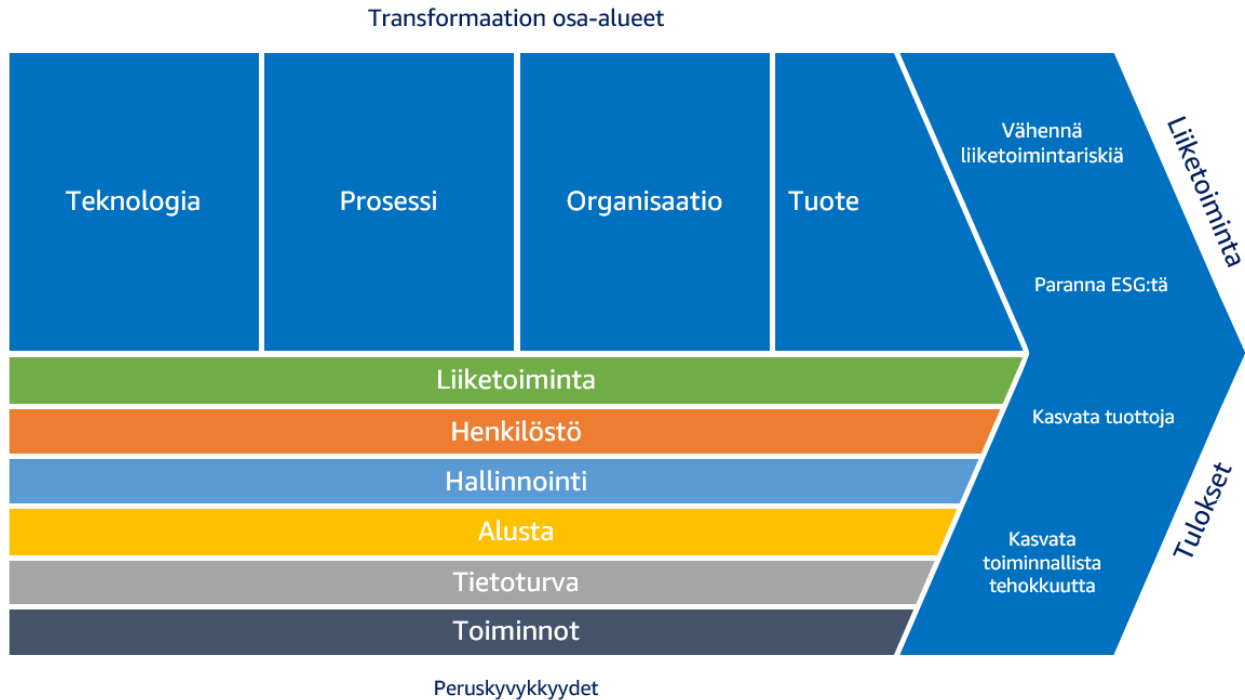 Transformaation osa-alueet
Teknologia
Prosessi
Organisaatio
Tuote
Vähennä
liiketoimintariskiä
Paranna ESG:tä
Kasvata tuottoja
Kasvata
toiminnallista
tehokkuutta
Liiketoiminta
Tulokset
Liiketoiminta
Henkilöstö
Hallinnointi
Alusta
Tietoturva
Toiminnot
Peruskyvykkyydet